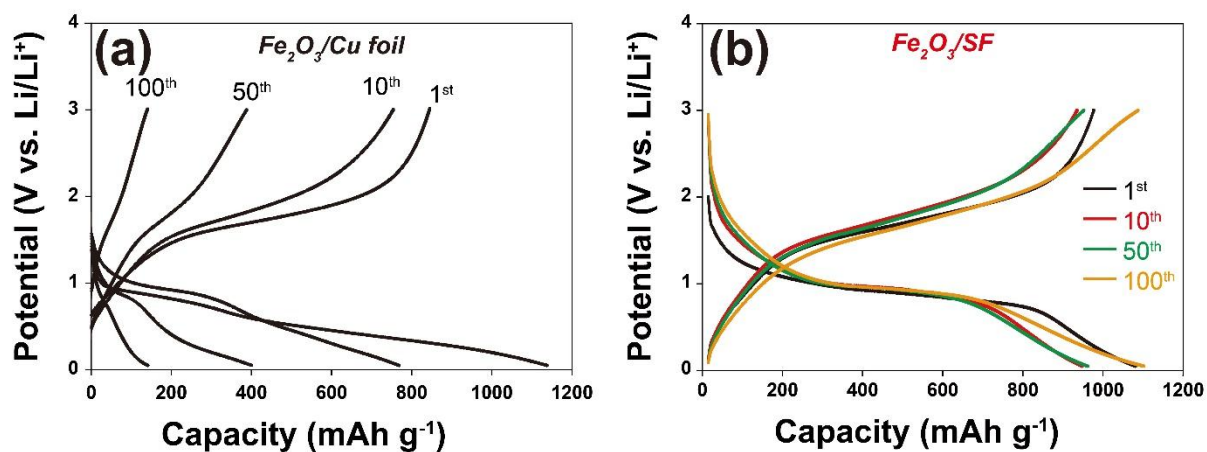 (a)
Fe₂O₃/Cu foil
100ᵗʰ
50ᵗʰ
10ᵗʰ
1ˢᵗ
Potential (V vs. Li/Li⁺)
4
3
2
1
0
0 200 400 600 800 1000 1200
Capacity (mAh g⁻¹)
(b)
Fe₂O₃/SF
1ˢᵗ
10ᵗʰ
50ᵗʰ
100ᵗʰ
Potential (V vs. Li/Li⁺)
4
3
2
1
0
0 200 400 600 800 1000 1200
Capacity (mAh g⁻¹)